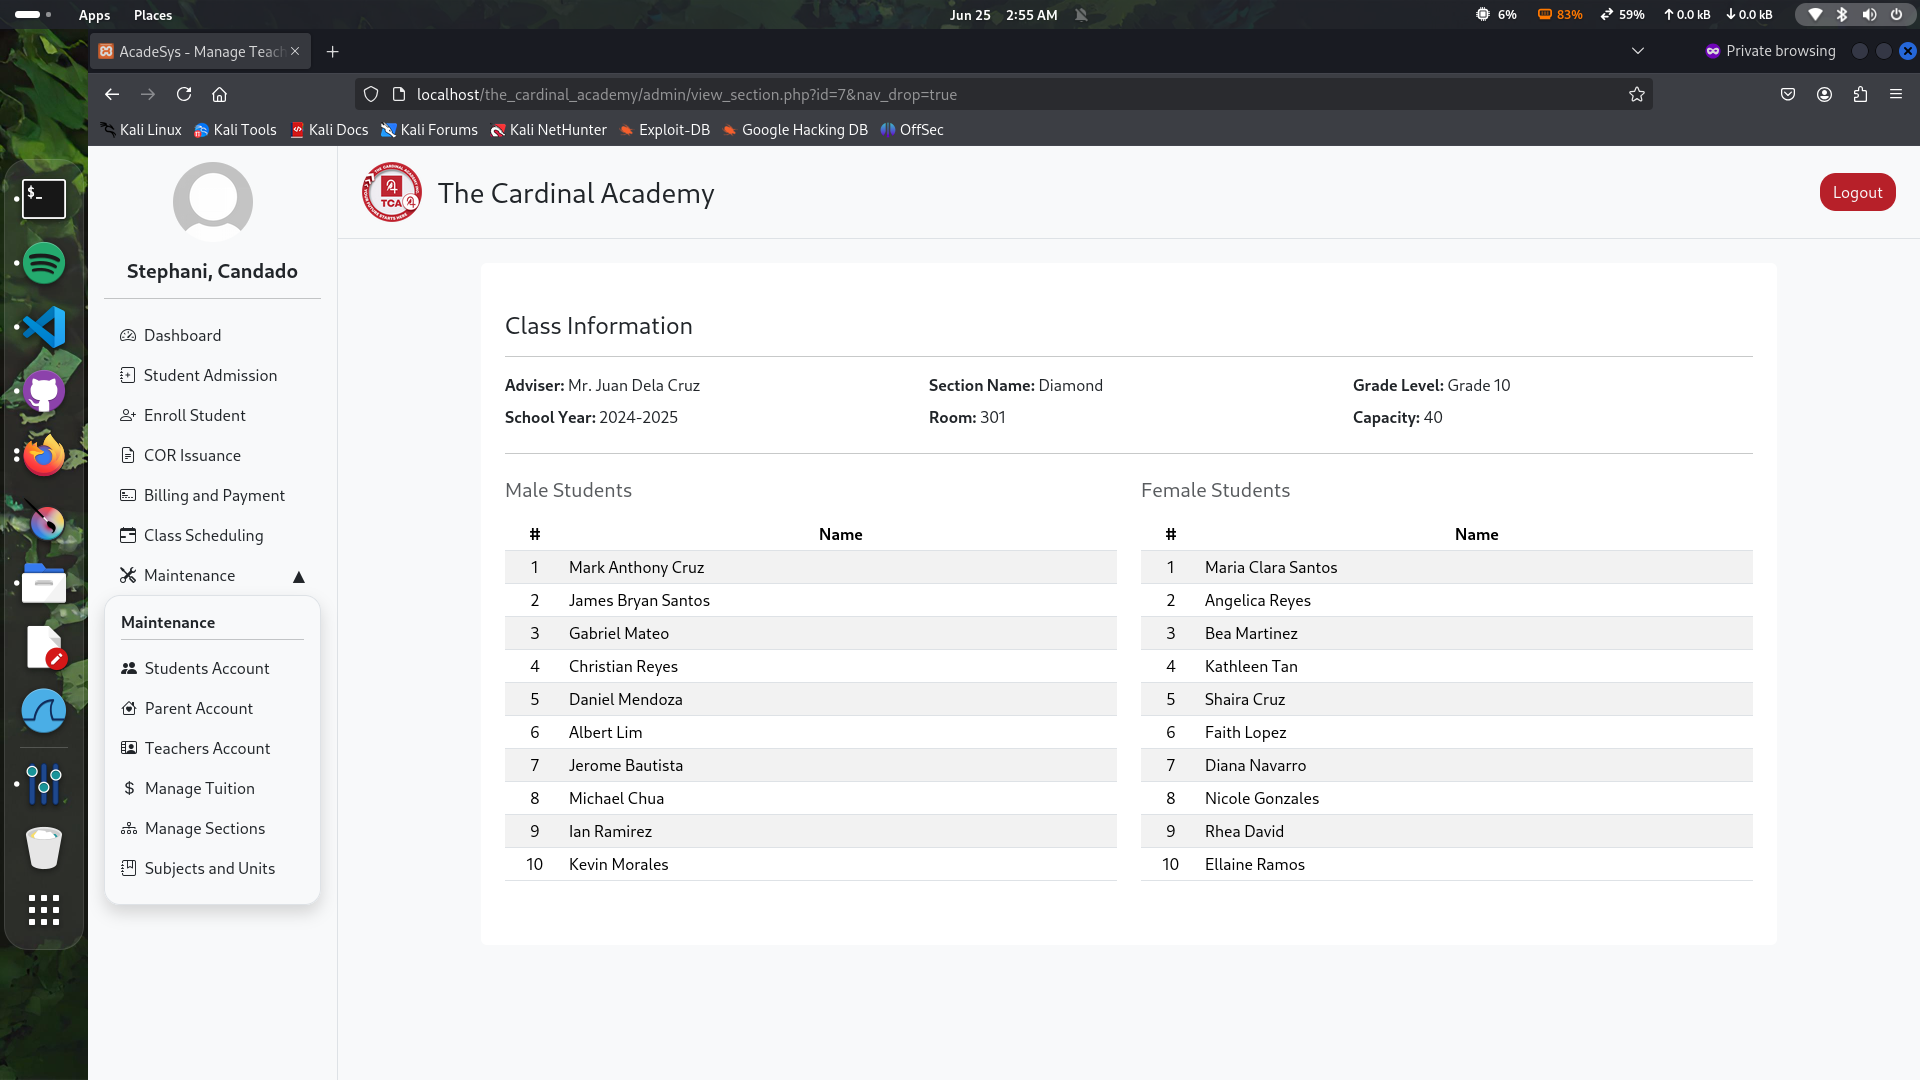 Apps Places Jun 25 2:55 AM 6% 83% 59% 0.0 kB 0.0 kB
AcadeSys - Manage Teac Private browsing
localhost/the_cardinal_academy/admin/view_section.php?id=7&nav_drop=true
Kali Linux Kali Tools Kali Docs Kali Forums Kali NetHunter Exploit-DB Google Hacking DB OffSec
TCA
The Cardinal Academy
Logout
Stephani, Candado
Dashboard
Student Admission
Enroll Student
COR Issuance
Billing and Payment
Class Scheduling
Maintenance ▲
Maintenance
Students Account
Parent Account
Teachers Account
$ Manage Tuition
Manage Sections
Subjects and Units
Class Information
Adviser: Mr. Juan Dela Cruz Section Name: Diamond Grade Level: Grade 10
School Year: 2024-2025 Room: 301 Capacity: 40
Male Students
# Name
1 Mark Anthony Cruz
2 James Bryan Santos
3 Gabriel Mateo
4 Christian Reyes
5 Daniel Mendoza
6 Albert Lim
7 Jerome Bautista
8 Michael Chua
9 Ian Ramirez
10 Kevin Morales
Female Students
# Name
1 Maria Clara Santos
2 Angelica Reyes
3 Bea Martinez
4 Kathleen Tan
5 Shaira Cruz
6 Faith Lopez
7 Diana Navarro
8 Nicole Gonzales
9 Rhea David
10 Ellaine Ramos